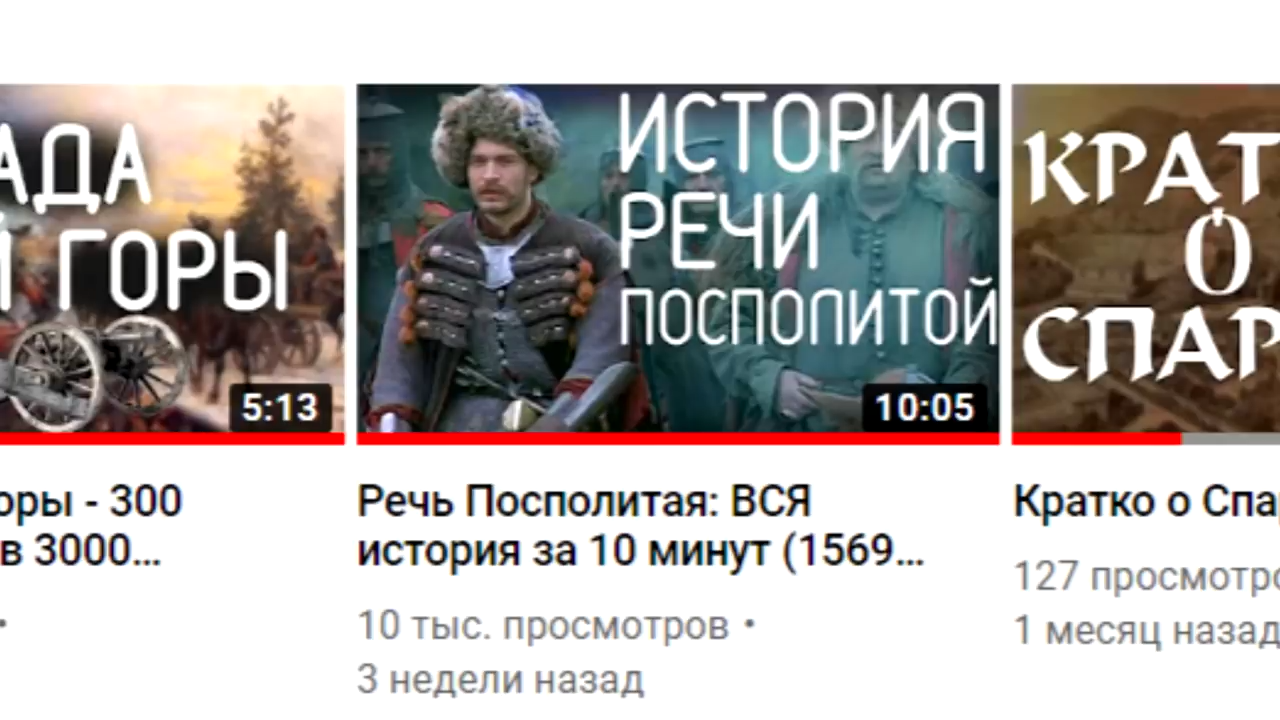 АДА
Й ГОРЫ
5:13
оры - 300
в 3000...
•
ИСТОРИЯ
РЕЧИ
ПОСПОЛИТОЙ
10:05
Речь Посполитая: ВСЯ
история за 10 минут (1569...
10 тыс. просмотров •
3 недели назад
КРАТ
О
СПАР
Кратко о Спар
127 просмотро
1 месяц назад